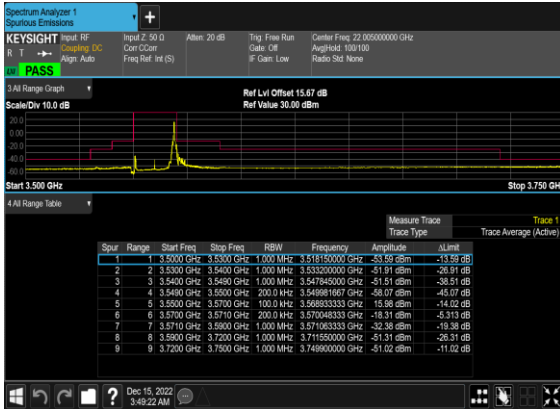 Spectrum Analyzer 1
Spurious Emissions
KEYSIGHT Input: RF Input Z: 50 Ω Atten: 20 dB Trig: Free Run Center Freq: 22.005000000 GHz
R T Coupling: DC Corr CCorr Gate: Off Avg|Hold: 100/100
Align: Auto Freq Ref: Int (S) IF Gain: Low Radio Std: None
PASS
3 All Range Graph Ref Lvl Offset 15.67 dB
Scale/Div 10.0 dB Ref Value 30.00 dBm
20.0
0.00
-20.0
-40.0
-60.0
Start 3.500 GHz Stop 3.750 GH
4 All Range Table
Measure Trace Trace 1
Trace Type Trace Average (Active)
Spur Range Start Freq Stop Freq RBW Frequency Amplitude ΔLimit
1 1 3.5000 GHz 3.5300 GHz 1.000 MHz 3.518150000 GHz -53.59 dBm -13.59 dB
2 2 3.5300 GHz 3.5400 GHz 1.000 MHz 3.533200000 GHz -51.91 dBm -26.91 dB
3 3 3.5400 GHz 3.5490 GHz 1.000 MHz 3.547845000 GHz -51.51 dBm -38.51 dB
4 4 3.5490 GHz 3.5500 GHz 200.0 kHz 3.549981667 GHz -58.07 dBm -45.07 dB
5 5 3.5500 GHz 3.5700 GHz 100.0 kHz 3.568933333 GHz 15.98 dBm -14.02 dB
6 6 3.5700 GHz 3.5710 GHz 200.0 kHz 3.570048333 GHz -18.31 dBm -5.313 dB
7 7 3.5710 GHz 3.5900 GHz 1.000 MHz 3.571063333 GHz -32.38 dBm -19.38 dB
8 8 3.5900 GHz 3.7200 GHz 1.000 MHz 3.711550000 GHz -51.31 dBm -26.31 dB
9 9 3.7200 GHz 3.7500 GHz 1.000 MHz 3.749900000 GHz -51.02 dBm -11.02 dB
Dec 15, 2022
3:49:22 AM